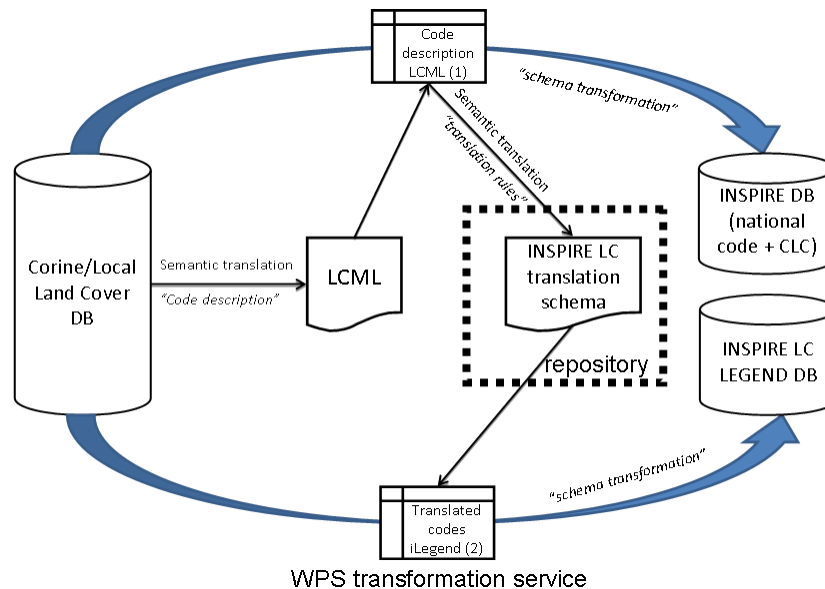 Code
description
LCML (1)
“schema transformation”
Semantic translation
“translation rules”
INSPIRE DB
(national
code + CLC)
Corine/Local
Land Cover
DB
Semantic translation
“Code description”
LCML
INSPIRE LC
translation
schema
repository
INSPIRE LC
LEGEND DB
“schema transformation”
Translated
codes
iLegend (2)
WPS transformation service